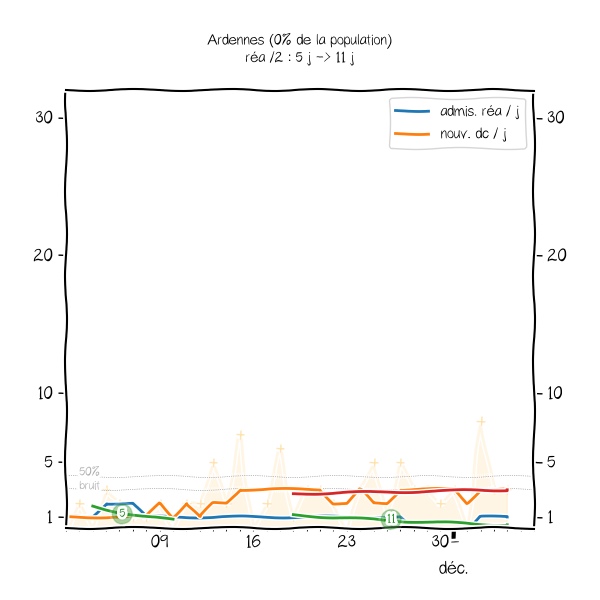 Ardennes (0% de la population)
réa /2 : 5 j -> 11 j
admis. réa / j
nouv. dc / j
30
30
20
20
10
10
5
5
50%
bruit
1
1
5
11
09
16
23
30
déc.